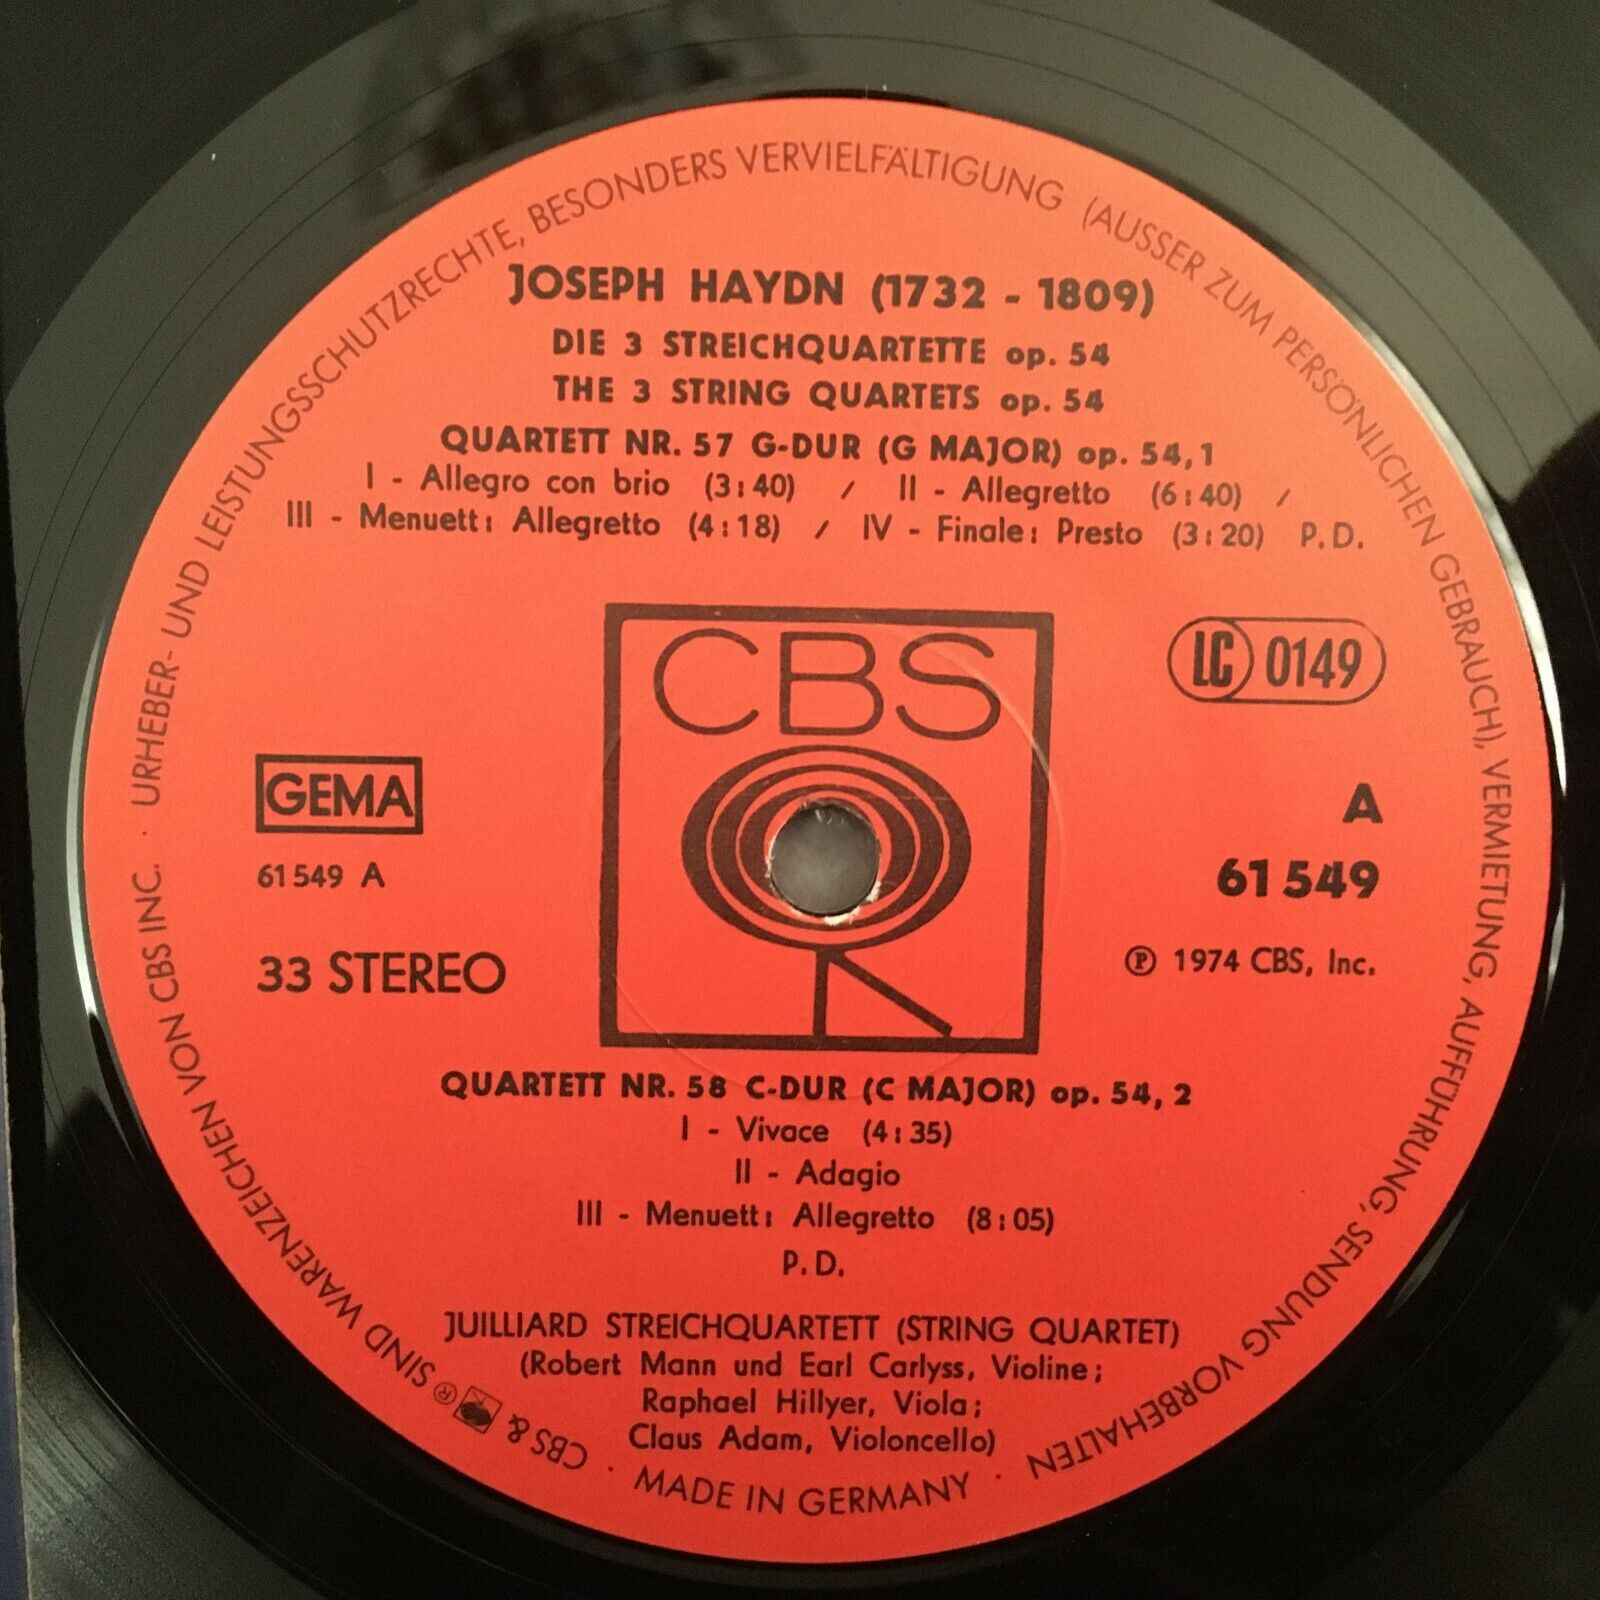 URHEBER- UND LEISTUNGSSCHUTZRECHTE, BESONDERS VERVIELFÄLTIGUNG (AUSSER ZUM PERSÖNLICHEN GEBRAUCH), VERMIETUNG, AUFFÜHRUNG, SENDUNG VORBEHALTEN ·
JOSEPH HAYDN (1732 - 1809)
DIE 3 STREICHQUARTETTE op. 54
THE 3 STRING QUARTETS op. 54
QUARTETT NR. 57 G-DUR (G MAJOR) op. 54,1
I - Allegro con brio (3:40) / II - Allegretto (6:40) /
III - Menuett: Allegretto (4:18) / IV - Finale: Presto (3:20) P.D.
CBS
LC 0149
GEMA
61 549 A
33 STEREO
A
61 549
℗ 1974 CBS, Inc.
QUARTETT NR. 58 C-DUR (C MAJOR) op. 54,2
I - Vivace (4:35)
II - Adagio
III - Menuett: Allegretto (8:05)
P.D.
JUILLIARD STREICHQUARTETT (STRING QUARTET)
(Robert Mann und Earl Carlyss, Violine;
Raphael Hillyer, Viola;
Claus Adam, Violoncello)
MADE IN GERMANY ·
CBS & ® SIND WARENZEICHEN VON CBS INC. ·